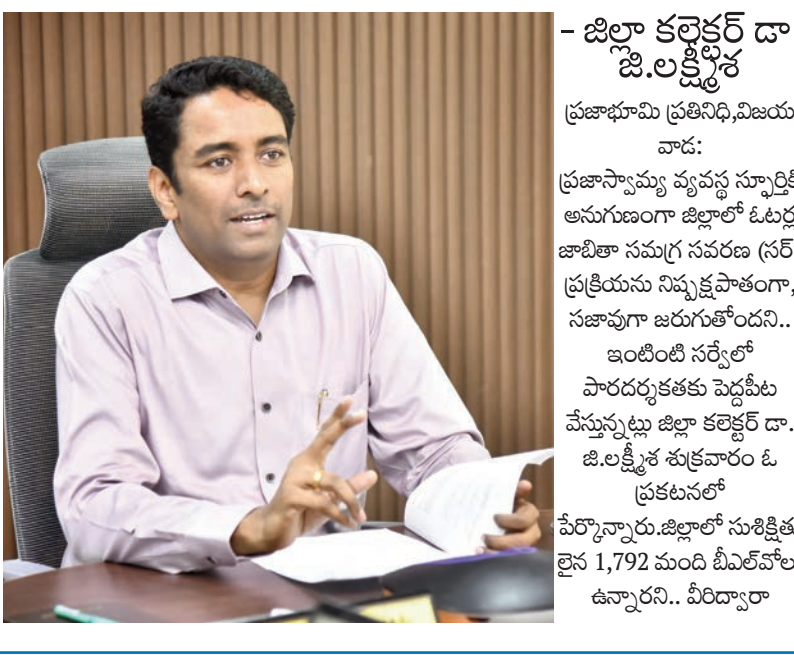 - జిల్లా కలెక్టర్ డా
జి.లక్ష్మీశ
ప్రజాభూమి ప్రతినిధి,విజయ
వాడ:
ప్రజాస్వామ్య వ్యవస్థ స్ఫూర్తికి
అనుగుణంగా జిల్లాలో ఓటర్ల
జాబితా సమగ్ర సవరణ (సర్
ప్రక్రియను నిష్పక్షపాతంగా,
సజావుగా జరుగుతోందని..
ఇంటింటి సర్వేలో
పారదర్శకతకు పెద్దపీట
వేస్తున్నట్లు జిల్లా కలెక్టర్ డా.
జి.లక్ష్మీశ శుక్రవారం ఓ
ప్రకటనలో
పేర్కొన్నారు.జిల్లాలో సుశిక్షితు
లైన 1,792 మంది బీఎల్‌వోల
ఉన్నారని.. వీరిద్వారా